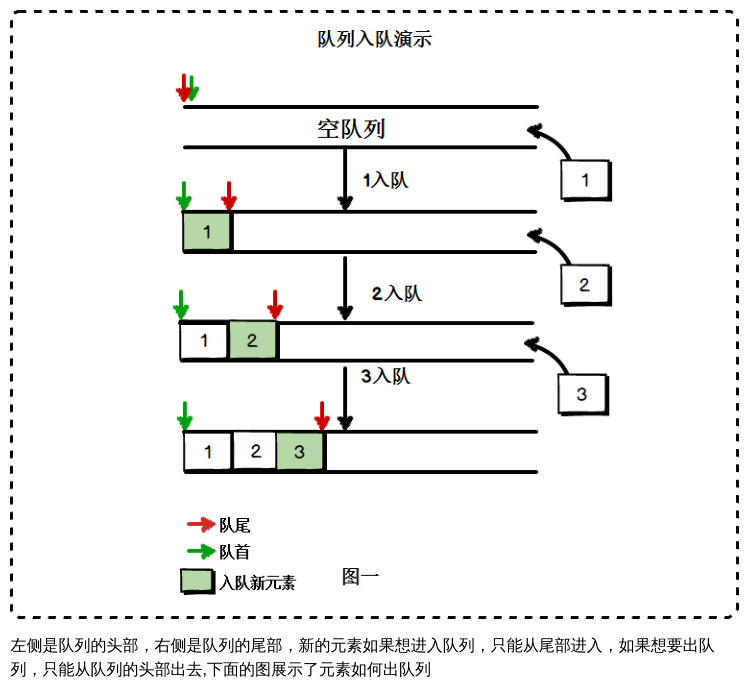 队列入队演示
空队列
1
1入队
1
2
2入队
1 2
3
3入队
1 2 3
队尾
队首
入队新元素
图一
左侧是队列的头部，右侧是队列的尾部，新的元素如果想进入队列，只能从尾部进入，如果想要出队
列，只能从队列的头部出去,下面的图展示了元素如何出队列